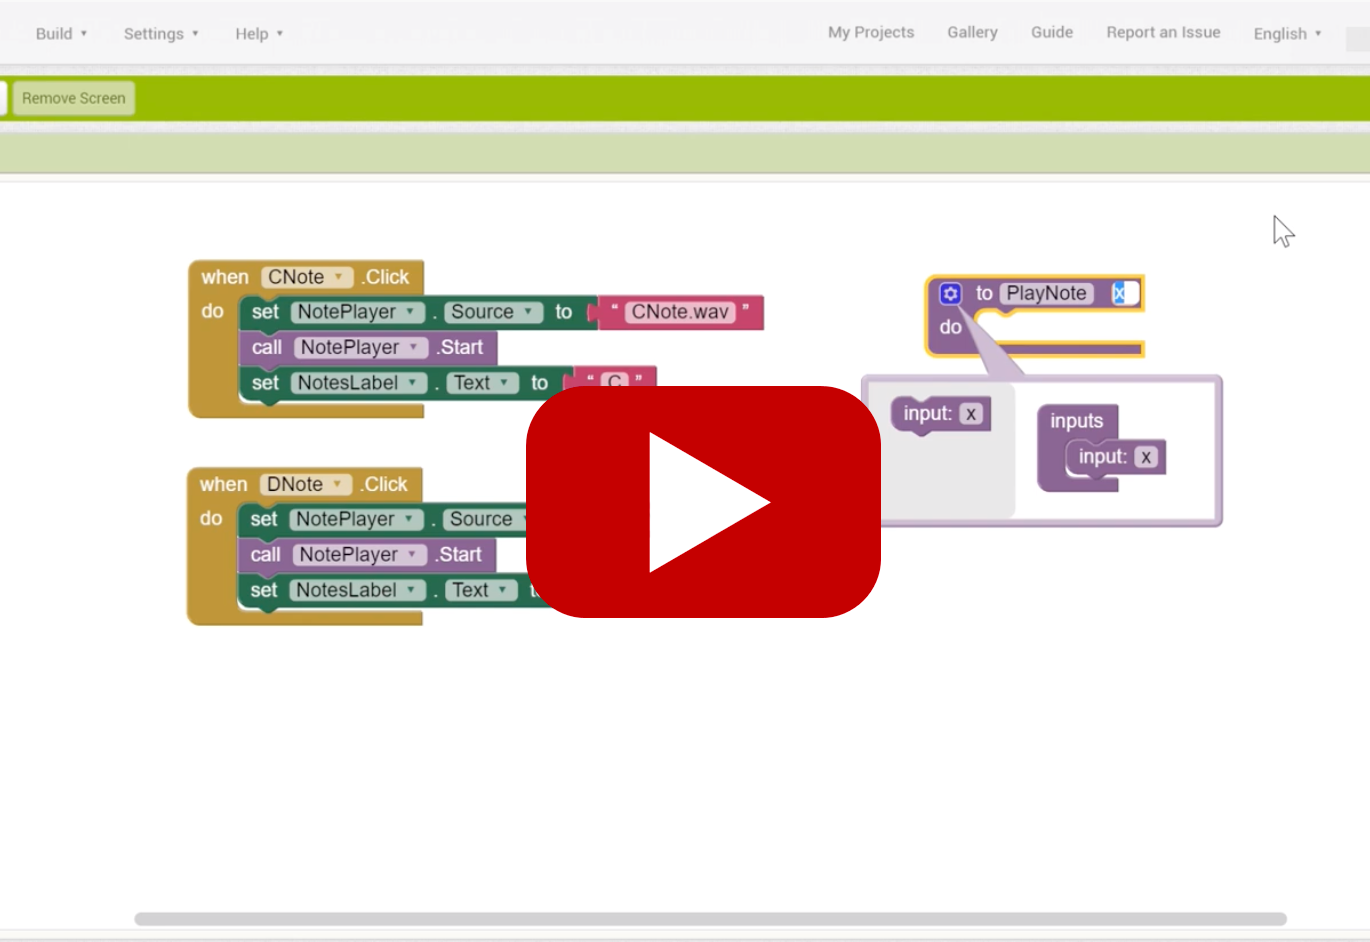 Build Settings Help My Projects Gallery Guide Report an Issue English
Remove Screen
when CNote .Click
do set NotePlayer . Source to “ CNote.wav ”
call NotePlayer .Start
set NotesLabel . Text to “ C ”
when DNote .Click
do set NotePlayer . Source
call NotePlayer .Start
set NotesLabel . Text
to PlayNote x
do
input: x
inputs
input: x